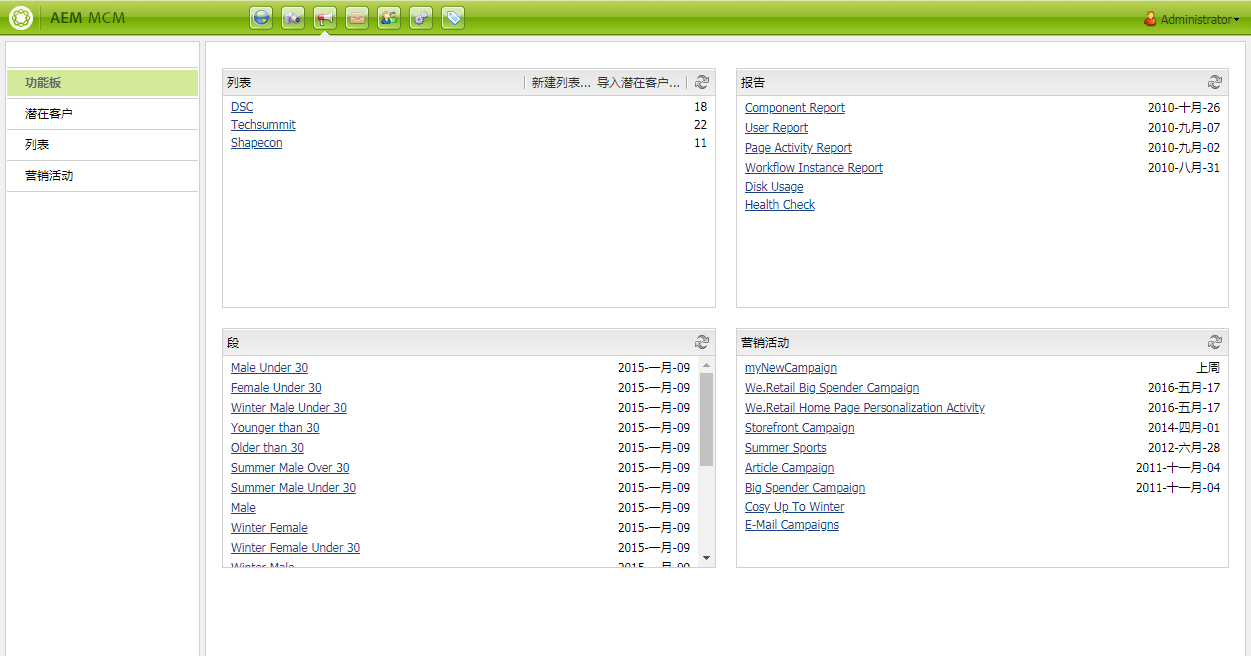 AEM MCM
Administrator
功能板
潜在客户
列表
营销活动
列表 新建列表... 导入潜在客户...
DSC 18
Techsummit 22
Shapecon 11
报告
Component Report 2010-十月-26
User Report 2010-九月-07
Page Activity Report 2010-九月-02
Workflow Instance Report 2010-八月-31
Disk Usage
Health Check
段
Male Under 30 2015-一月-09
Female Under 30 2015-一月-09
Winter Male Under 30 2015-一月-09
Younger than 30 2015-一月-09
Older than 30 2015-一月-09
Summer Male Over 30 2015-一月-09
Summer Male Under 30 2015-一月-09
Male 2015-一月-09
Winter Female 2015-一月-09
Winter Female Under 30 2015-一月-09
Winter Male 2015-一月-09
营销活动
myNewCampaign 上周
We.Retail Big Spender Campaign 2016-五月-17
We.Retail Home Page Personalization Activity 2016-五月-17
Storefront Campaign 2014-四月-01
Summer Sports 2012-六月-28
Article Campaign 2011-十一月-04
Big Spender Campaign 2011-十一月-04
Cosy Up To Winter
E-Mail Campaigns